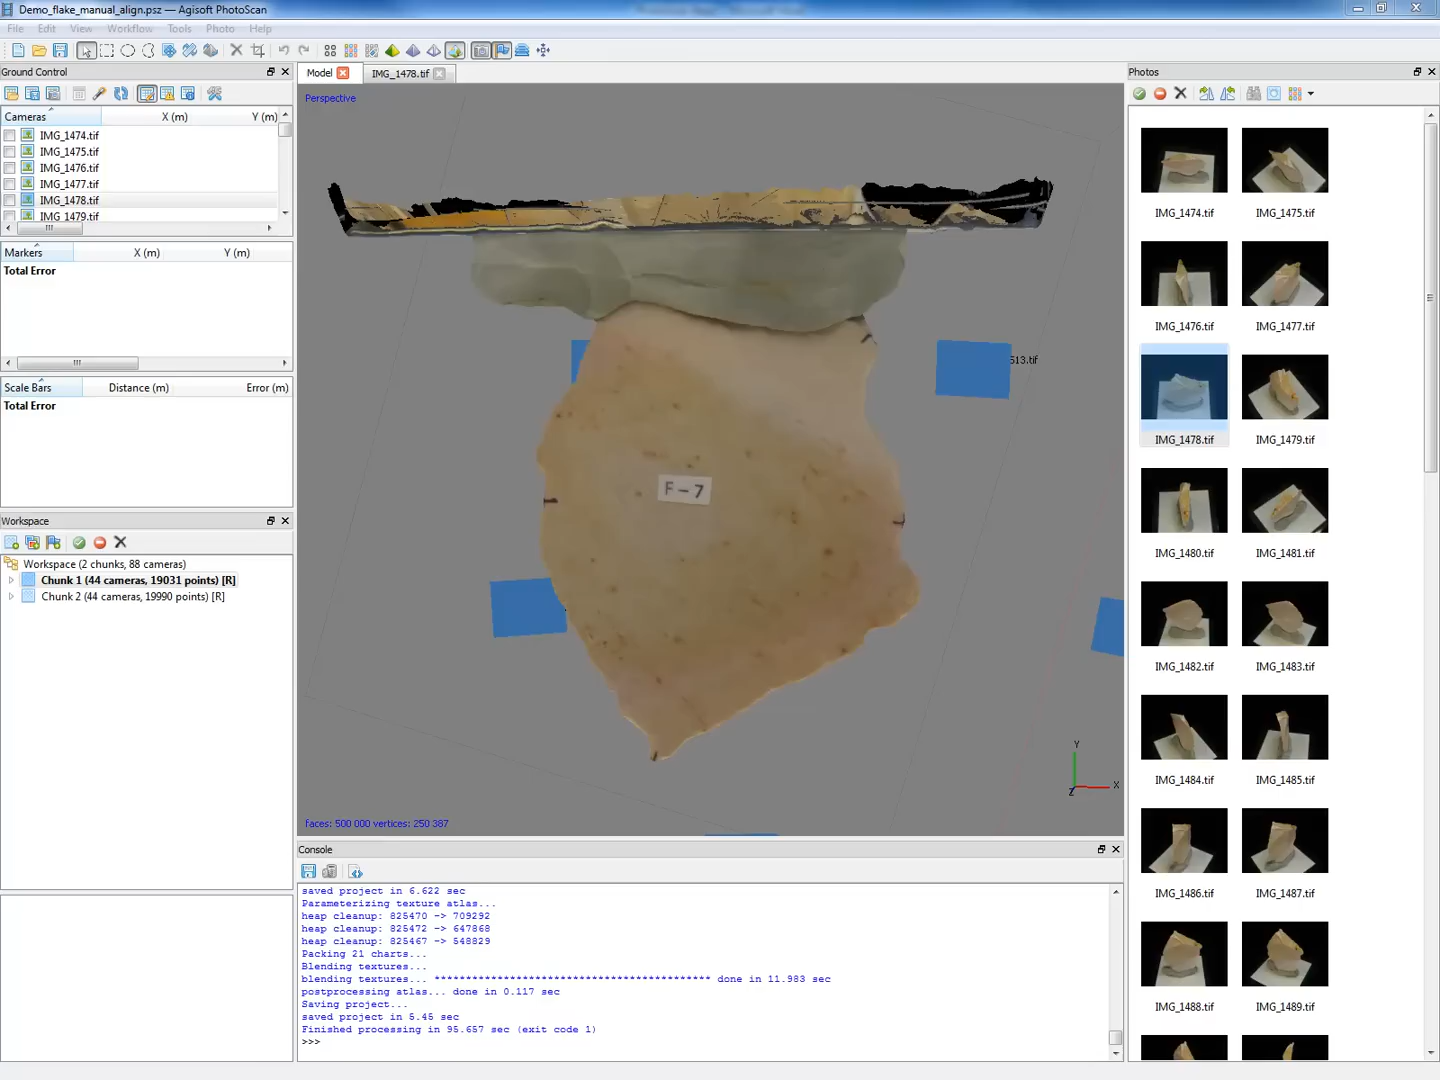 Demo_flake_manual_align.psz — Agisoft PhotoScan
File Edit View Workflow Tools Photo Help
Ground Control
Cameras X (m) Y (m)
IMG_1474.tif
IMG_1475.tif
IMG_1476.tif
IMG_1477.tif
IMG_1478.tif
IMG_1479.tif
Markers X (m) Y (m)
Total Error
Scale Bars Distance (m) Error (m)
Total Error
Workspace
Workspace (2 chunks, 88 cameras)
Chunk 1 (44 cameras, 19031 points) [R]
Chunk 2 (44 cameras, 19990 points) [R]
Model IMG_1478.tif
Perspective
513.tif
F-7
Y
X
Z
faces: 500 000 vertices: 250 387
Console
saved project in 6.622 sec
Parameterizing texture atlas...
heap cleanup: 825470 -> 709292
heap cleanup: 825472 -> 647868
heap cleanup: 825467 -> 548829
Packing 21 charts...
Blending textures...
blending textures... ******************************************** done in 11.983 sec
postprocessing atlas... done in 0.117 sec
Saving project...
saved project in 5.45 sec
Finished processing in 95.657 sec (exit code 1)
>>>
Photos
IMG_1474.tif IMG_1475.tif
IMG_1476.tif IMG_1477.tif
IMG_1478.tif IMG_1479.tif
IMG_1480.tif IMG_1481.tif
IMG_1482.tif IMG_1483.tif
IMG_1484.tif IMG_1485.tif
IMG_1486.tif IMG_1487.tif
IMG_1488.tif IMG_1489.tif